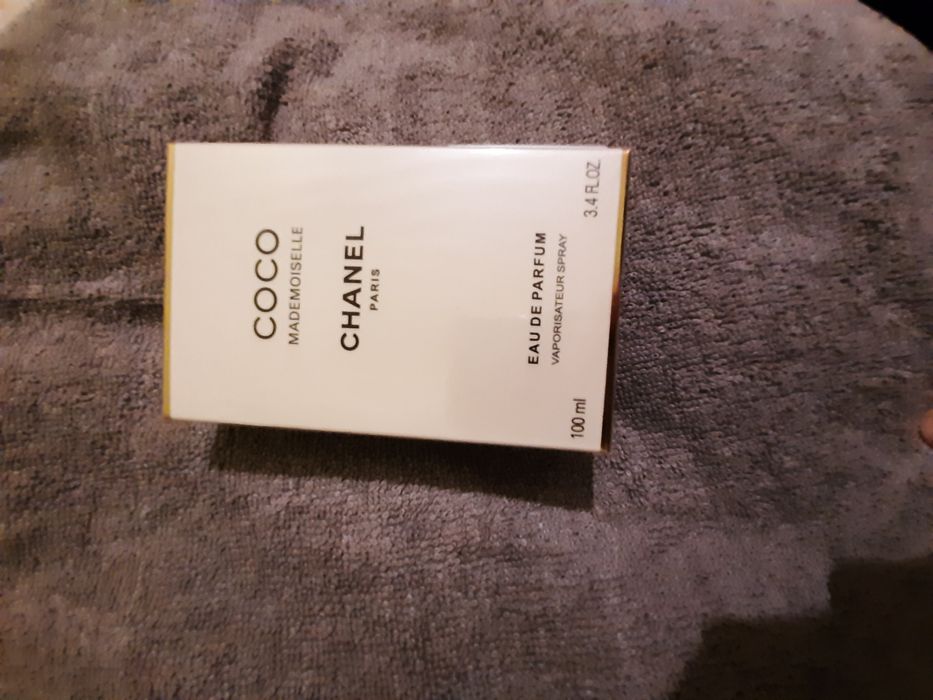 COCO
MADEMOISELLE
CHANEL
PARIS
EAU DE PARFUM
VAPORISATEUR SPRAY
100 ml 3.4 FL.OZ.